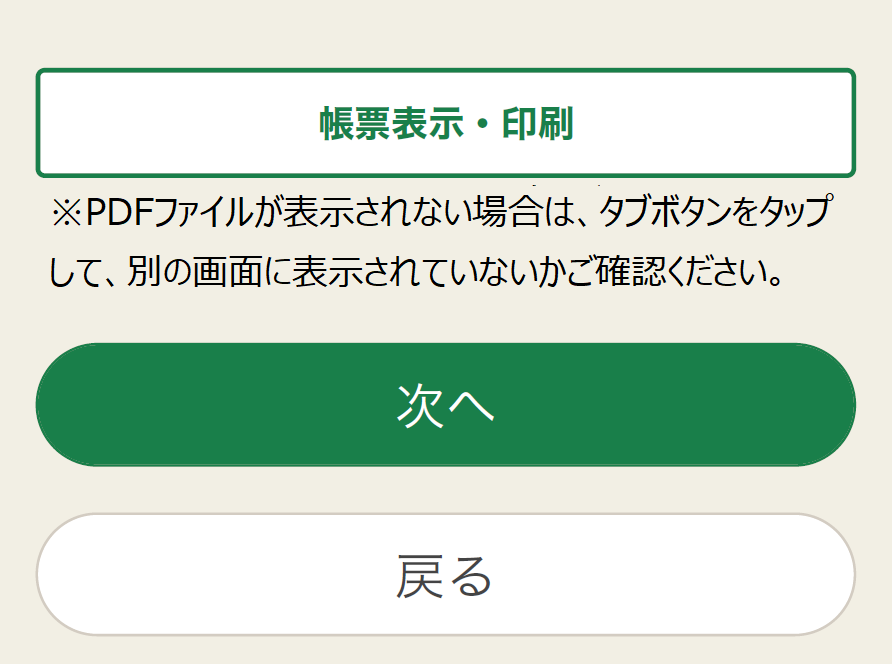 帳票表示・印刷
※PDFファイルが表示されない場合は、タブボタンをタップ
して、別の画面に表示されていないかご確認ください。
次へ
戻る